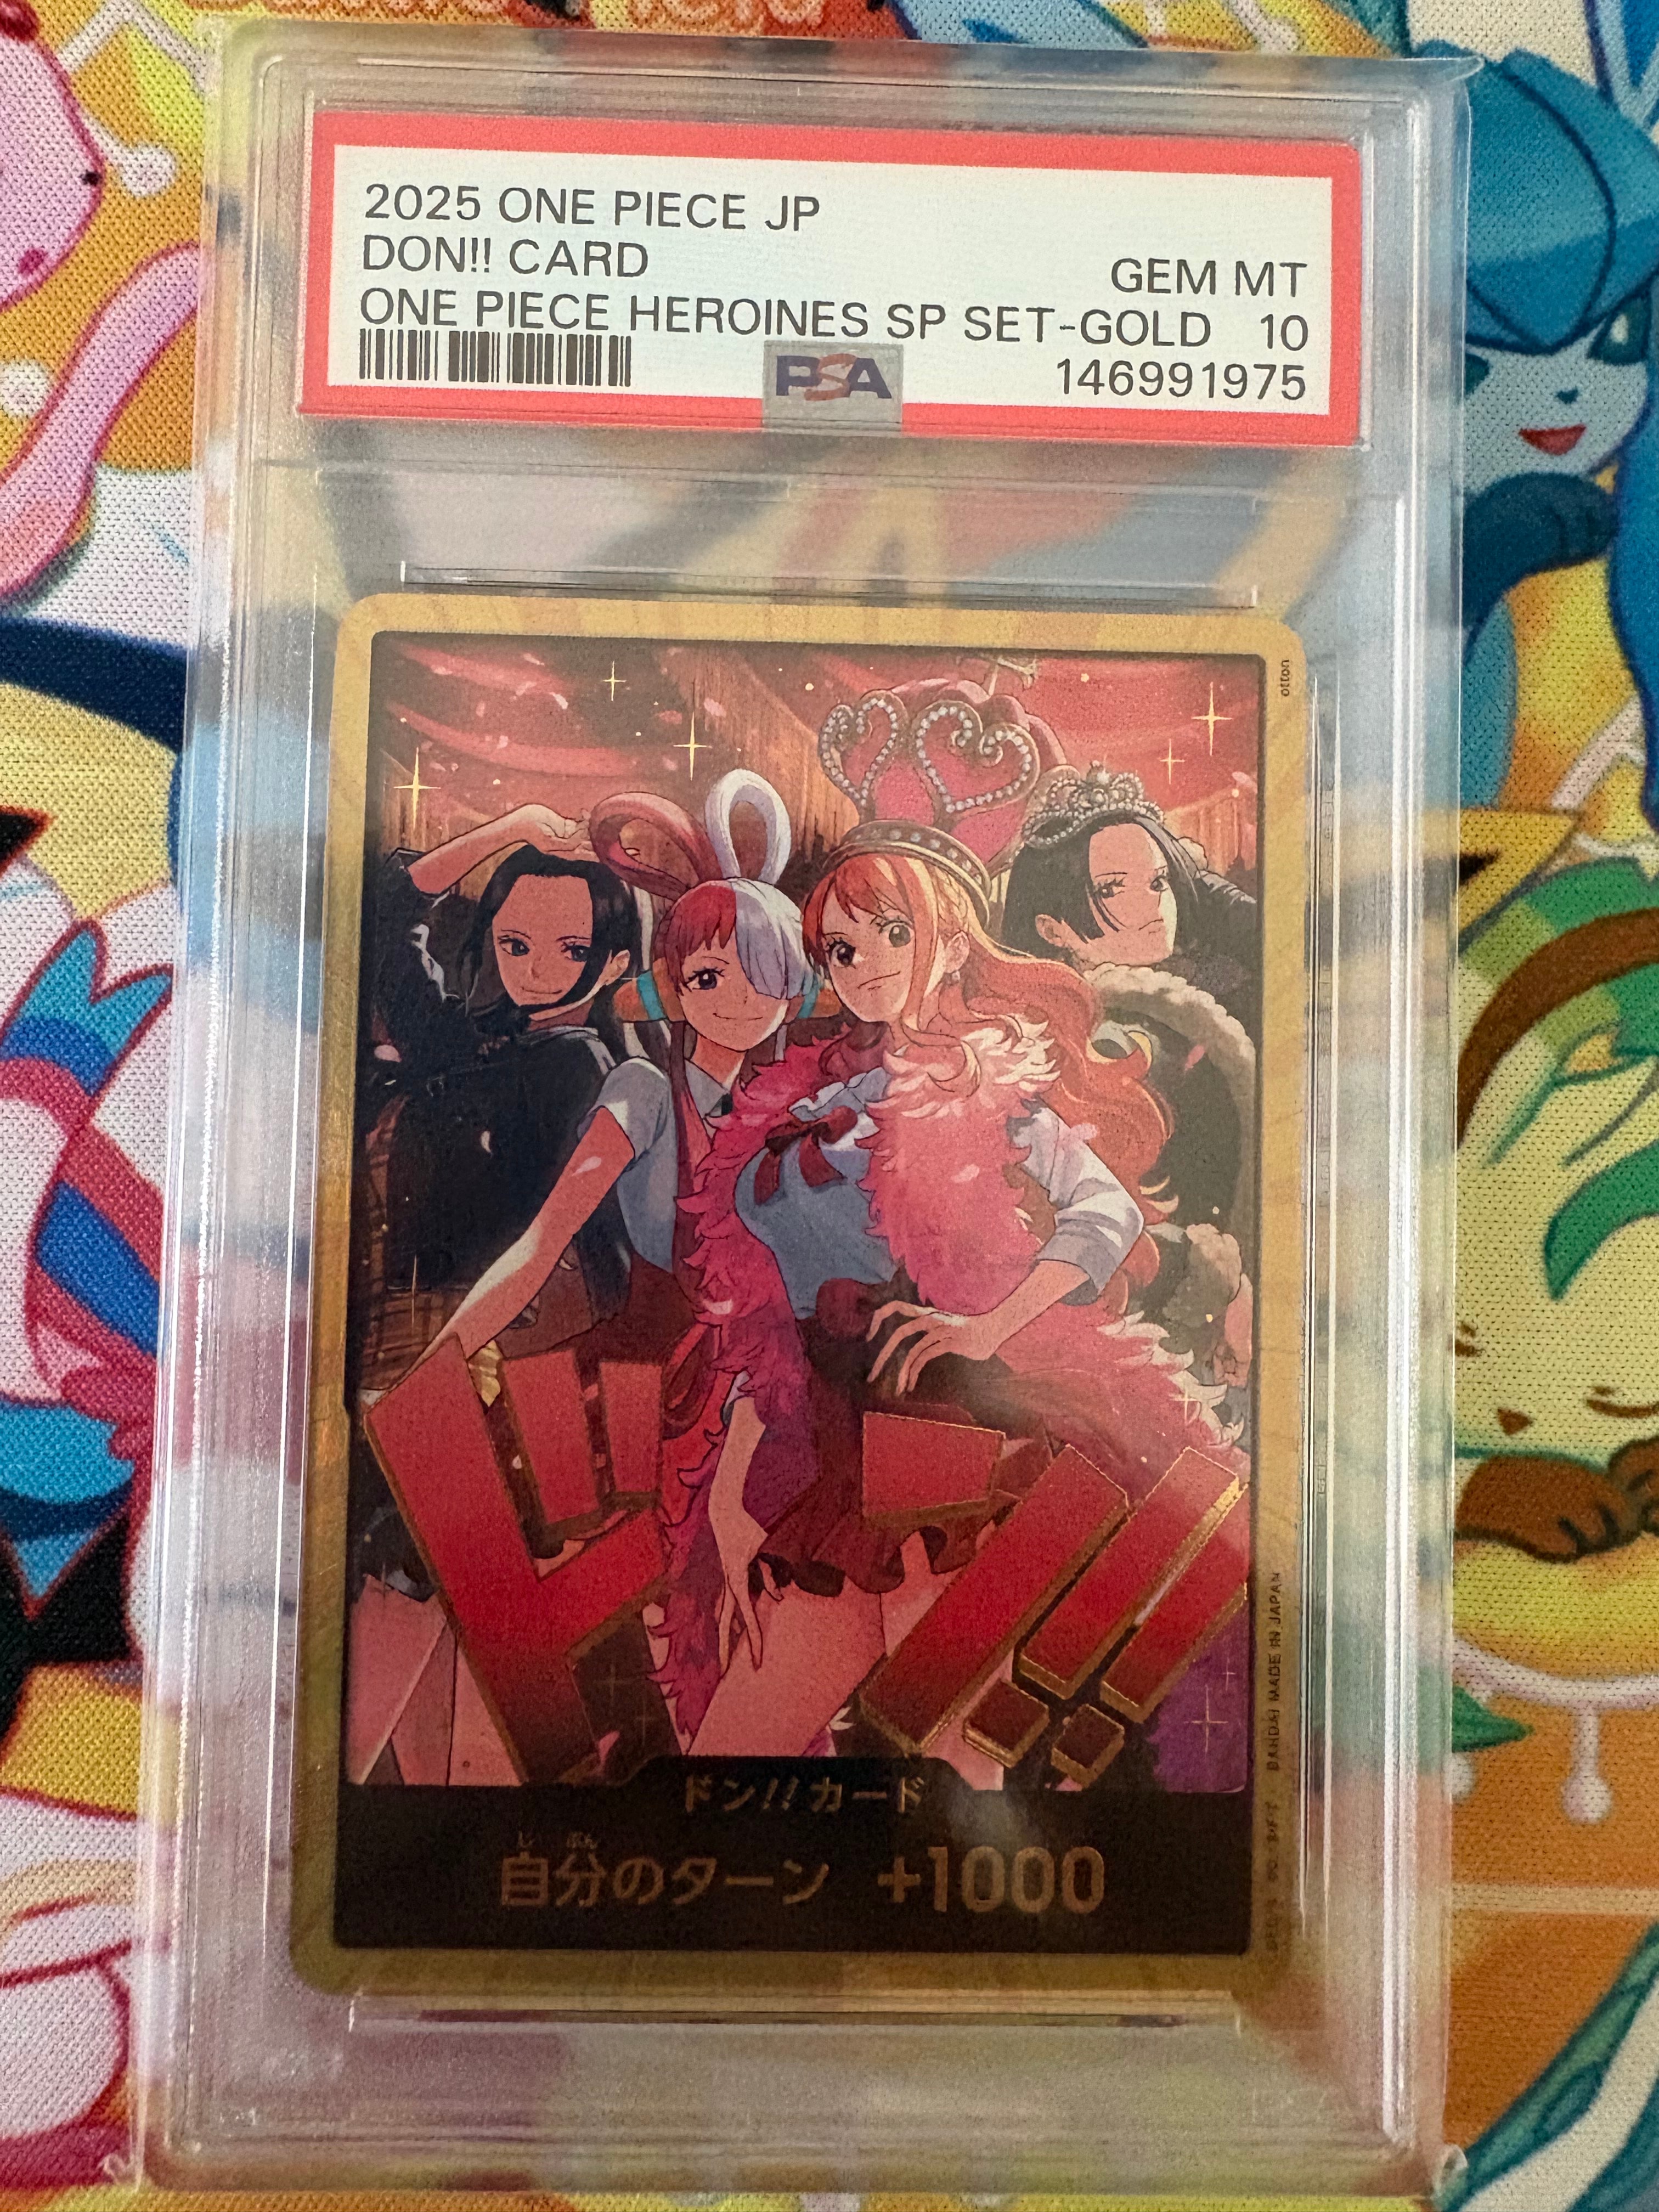 2025 ONE PIECE JP
DON!! CARD
GEM MT
ONE PIECE HEROINES SP SET-GOLD 10
PSA
146991975
otton
ドン!!
ドン!!カード
じ ぶん
自分のターン +1000
BANDAI MADE IN JAPAN